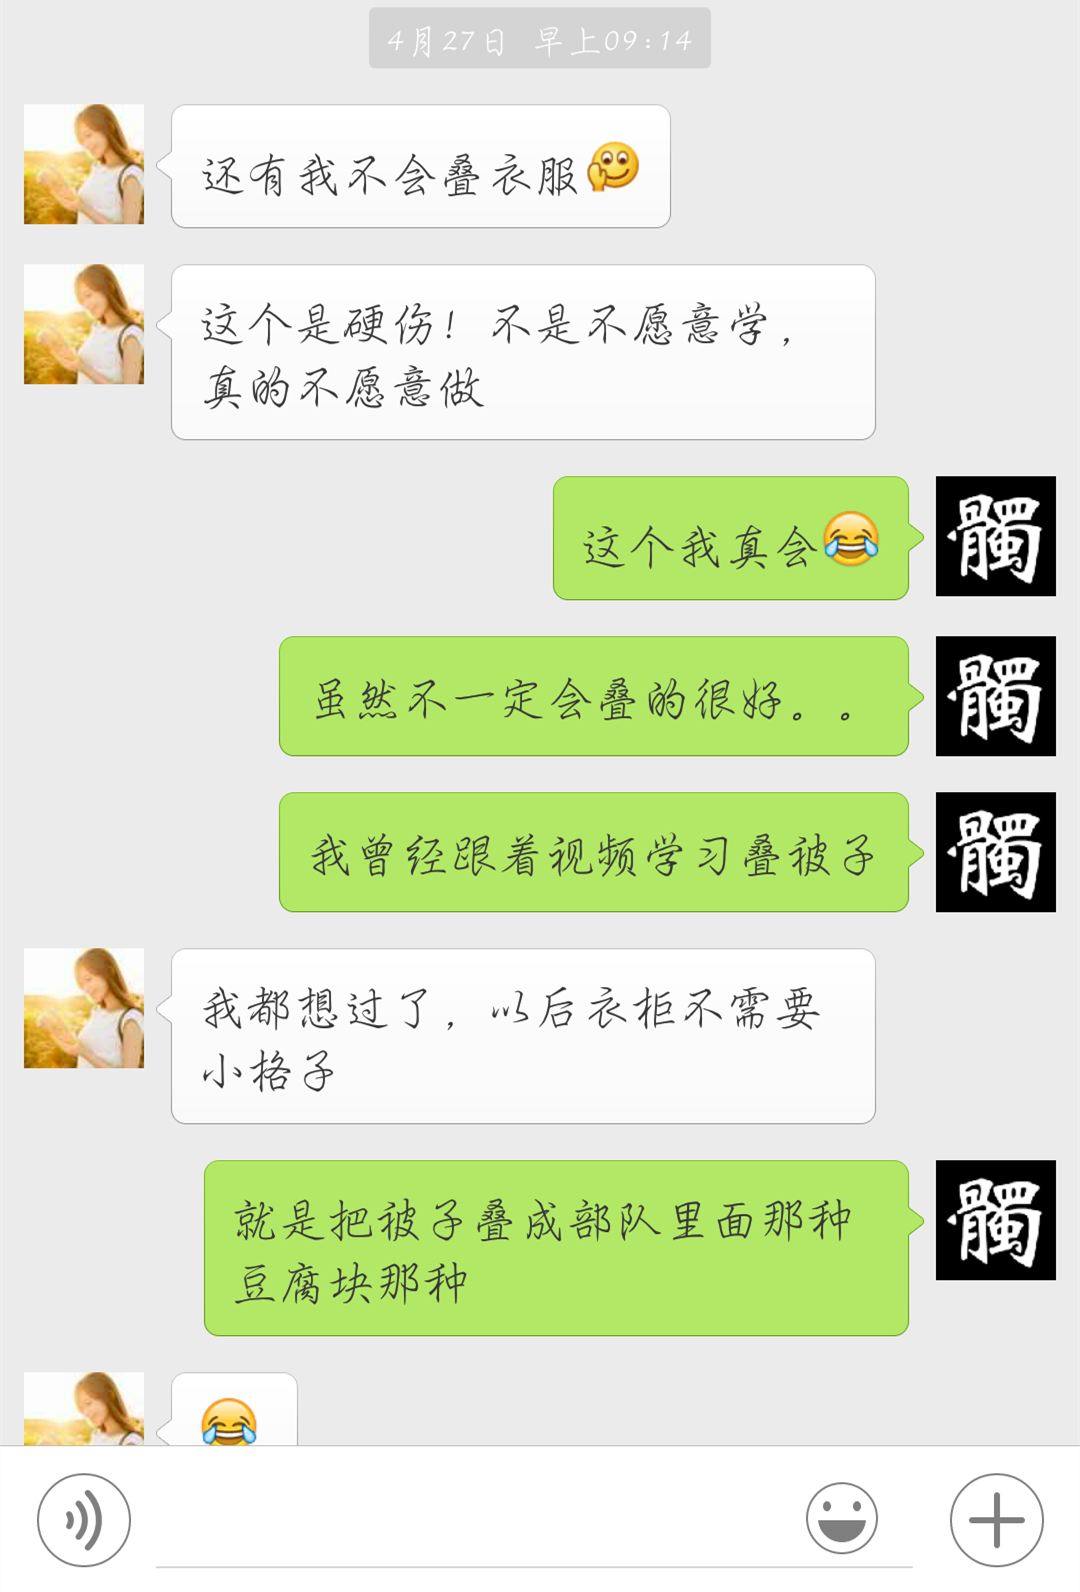 4月27日 早上09:14
还有我不会叠衣服
这个是硬伤！不是不愿意学，
真的不愿意做
这个我真会
髑
虽然不一定会叠的很好。。
髑
我曾经跟着视频学习叠被子
髑
我都想过了，以后衣柜不需要
小格子
就是把被子叠成部队里面那种
豆腐块那种
髑